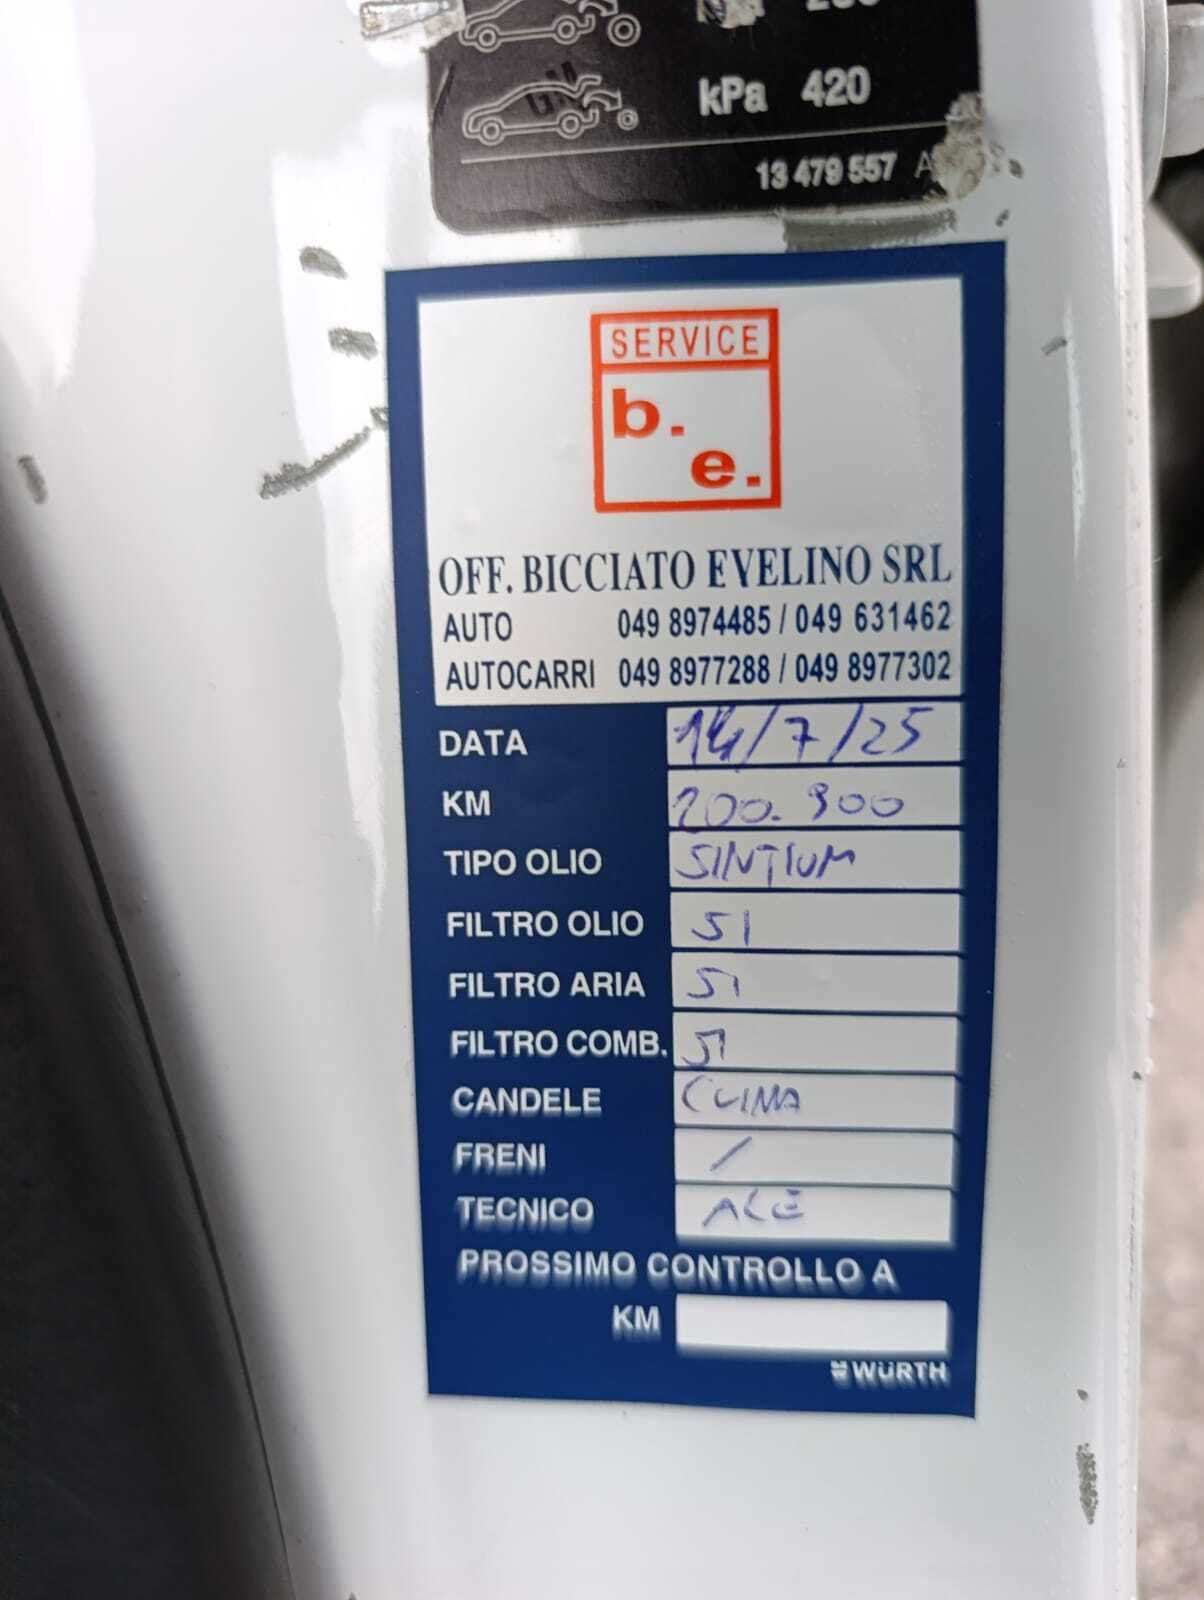 kPa 420
13 479 557
SERVICE
b.
e.
OFF. BICCIATO EVELINO SRL
AUTO 049 8974485 / 049 631462
AUTOCARRI 049 8977288 / 049 8977302
DATA 14/7/25
KM 200.900
TIPO OLIO SINTIUM
FILTRO OLIO SI
FILTRO ARIA SI
FILTRO COMB. SI
CANDELE CLIMA
FRENI /
TECNICO ALE
PROSSIMO CONTROLLO A
KM
WÜRTH